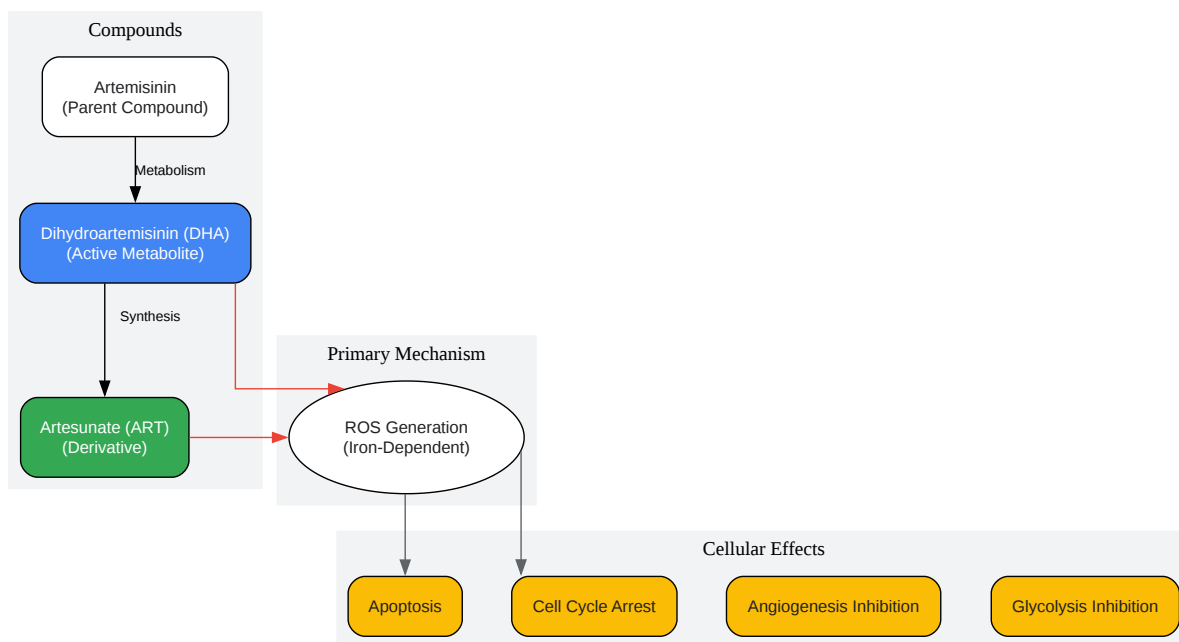 Compounds
Artemisinin
(Parent Compound)
Metabolism
Dihydroartemisinin (DHA)
(Active Metabolite)
Synthesis
Artesunate (ART)
(Derivative)
Primary Mechanism
ROS Generation
(Iron-Dependent)
Cellular Effects
Apoptosis
Cell Cycle Arrest
Angiogenesis Inhibition
Glycolysis Inhibition